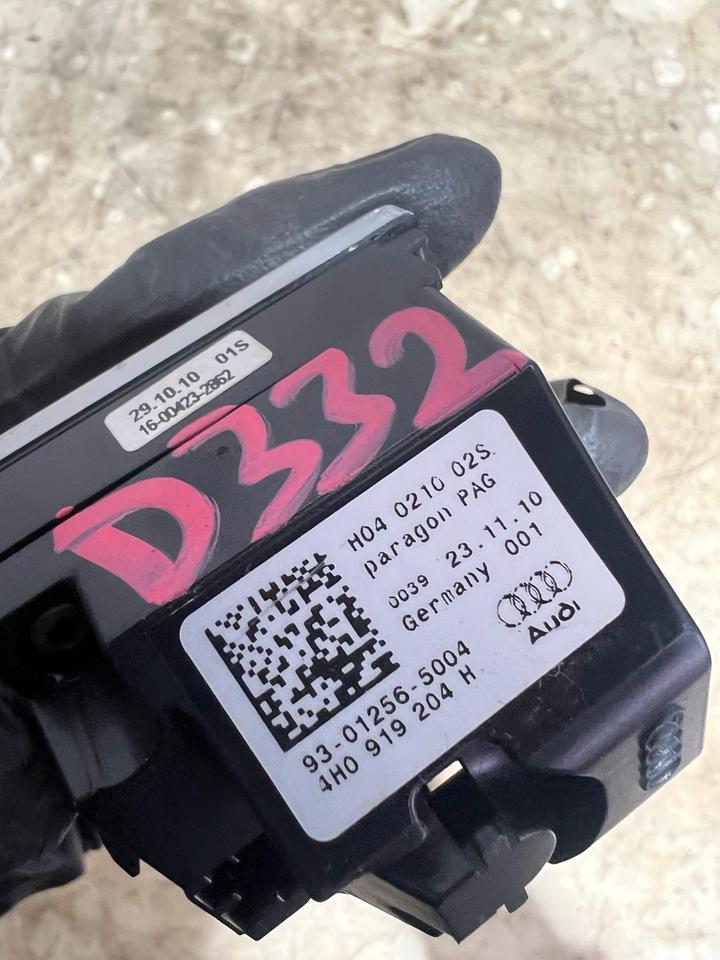 29.10.10 01S
16-00423-2862
D332
H04 0210 02S
paragon PAG
0039 23.11.10
Germany 001
Audi
93-01256-5004
4H0 919 204 H